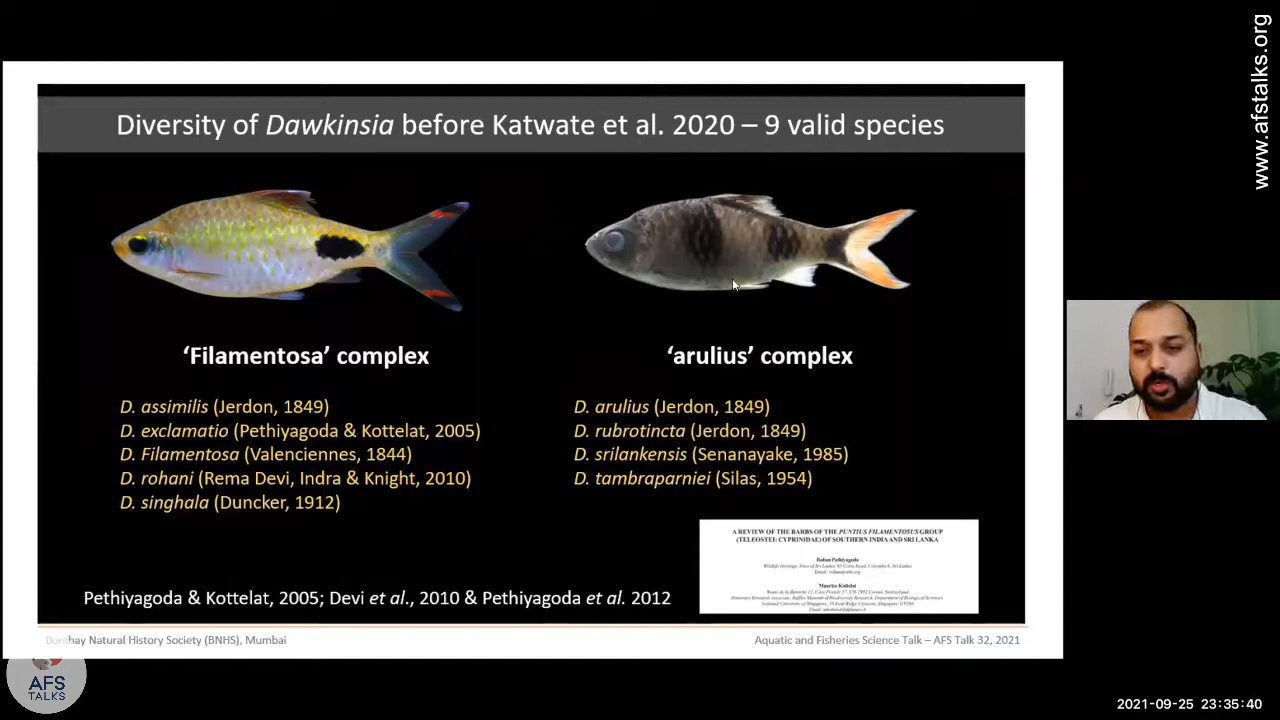 www.afstalks.org
Diversity of Dawkinsia before Katwate et al. 2020 – 9 valid species
‘Filamentosa’ complex
D. assimilis (Jerdon, 1849)
D. exclamatio (Pethiyagoda & Kottelat, 2005)
D. Filamentosa (Valenciennes, 1844)
D. rohani (Rema Devi, Indra & Knight, 2010)
D. singhala (Duncker, 1912)
‘arulius’ complex
D. arulius (Jerdon, 1849)
D. rubrotincta (Jerdon, 1849)
D. srilankensis (Senanayake, 1985)
D. tambraparniei (Silas, 1954)
A REVIEW OF THE BARBS OF THE PUNTIUS FILAMENTOSUS GROUP
(TELEOSTEI: CYPRINIDAE) OF SOUTHERN INDIA AND SRI LANKA
Rohan Pethiyagoda
Maurice Kottelat
Pethiyagoda & Kottelat, 2005; Devi et al., 2010 & Pethiyagoda et al. 2012
Bombay Natural History Society (BNHS), Mumbai
Aquatic and Fisheries Science Talk – AFS Talk 32, 2021
AFS
TALKS
2021-09-25 23:35:40